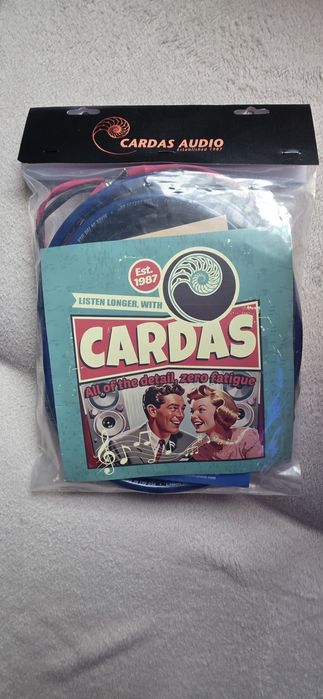 CARDAS AUDIO
Established 1987
Est.
1987
LISTEN LONGER, WITH
CARDAS
All of the detail, zero fatigue